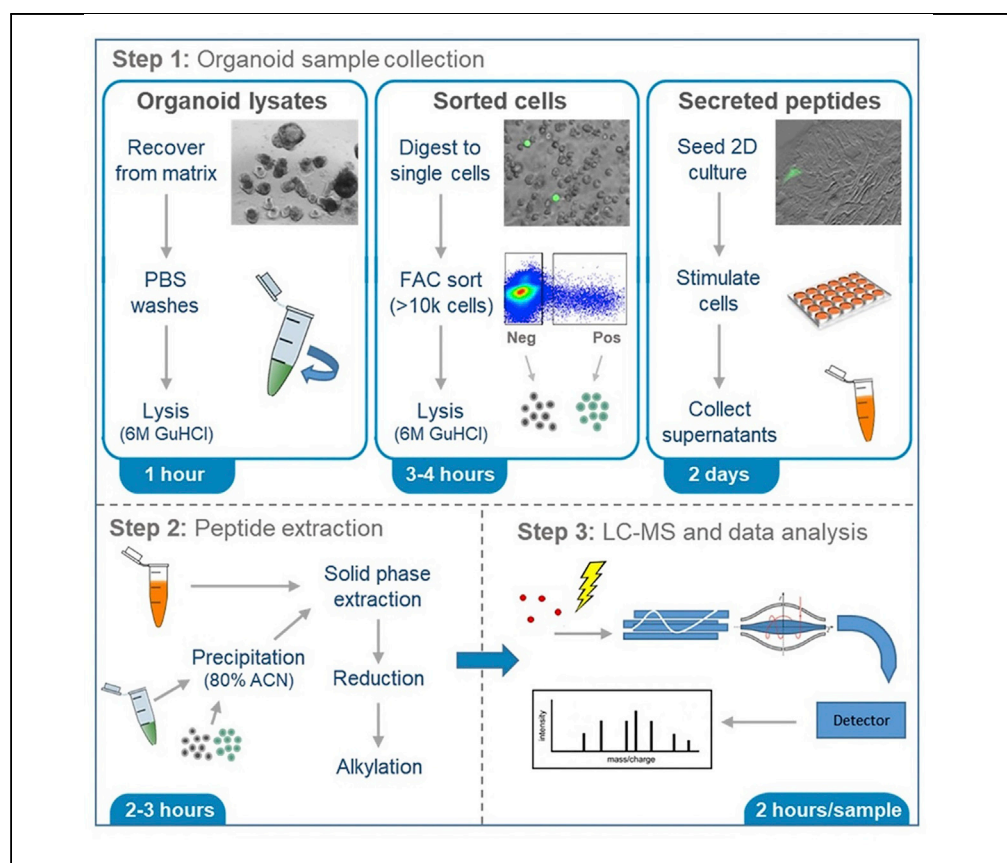 Step 1: Organoid sample collection
Organoid lysates
Recover
from matrix
PBS
washes
Lysis
(6M GuHCl)
1 hour
Sorted cells
Digest to
single cells
FAC sort
(>10k cells)
Neg
Pos
Lysis
(6M GuHCl)
3-4 hours
Secreted peptides
Seed 2D
culture
Stimulate
cells
Collect
supernatants
2 days
Step 2: Peptide extraction
Solid phase
extraction
Precipitation
(80% ACN)
Reduction
Alkylation
2-3 hours
Step 3: LC-MS and data analysis
Detector
intensity
mass/charge
2 hours/sample